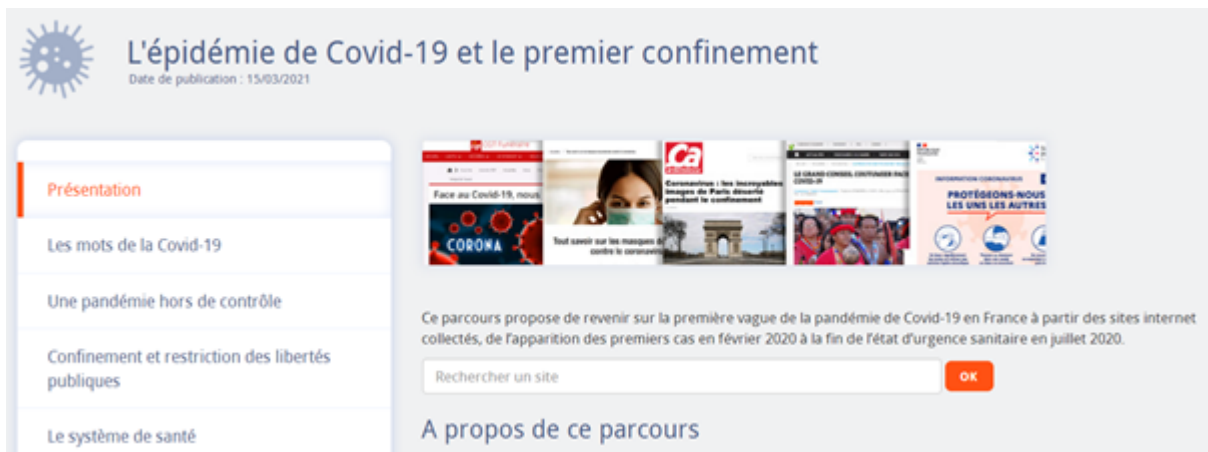 L'épidémie de Covid-19 et le premier confinement
Date de publication : 15/03/2021
Présentation
Les mots de la Covid-19
Une pandémie hors de contrôle
Confinement et restriction des libertés
publiques
Le système de santé
Face au Covid-19, nous
CORONA
Tout savoir sur les masques
contre le coronavir
Ça
Coronavirus : les incroyables
images de Paris déserté
pendant le confinement
LE GRAND CONSEIL COUTUMIER FACE
COVID-19
INFORMATION CORONAVIRUS
PROTÉGEONS-NOUS
LES UNS LES AUTRES
Ce parcours propose de revenir sur la première vague de la pandémie de Covid-19 en France à partir des sites internet
collectés, de l'apparition des premiers cas en février 2020 à la fin de l'état d'urgence sanitaire en juillet 2020.
Rechercher un site
OK
A propos de ce parcours